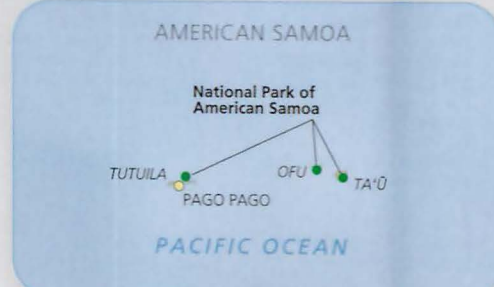 AMERICAN SAMOA
National Park of
American Samoa
TUTUILA
OFU
TA‘Ū
PAGO PAGO
PACIFIC OCEAN